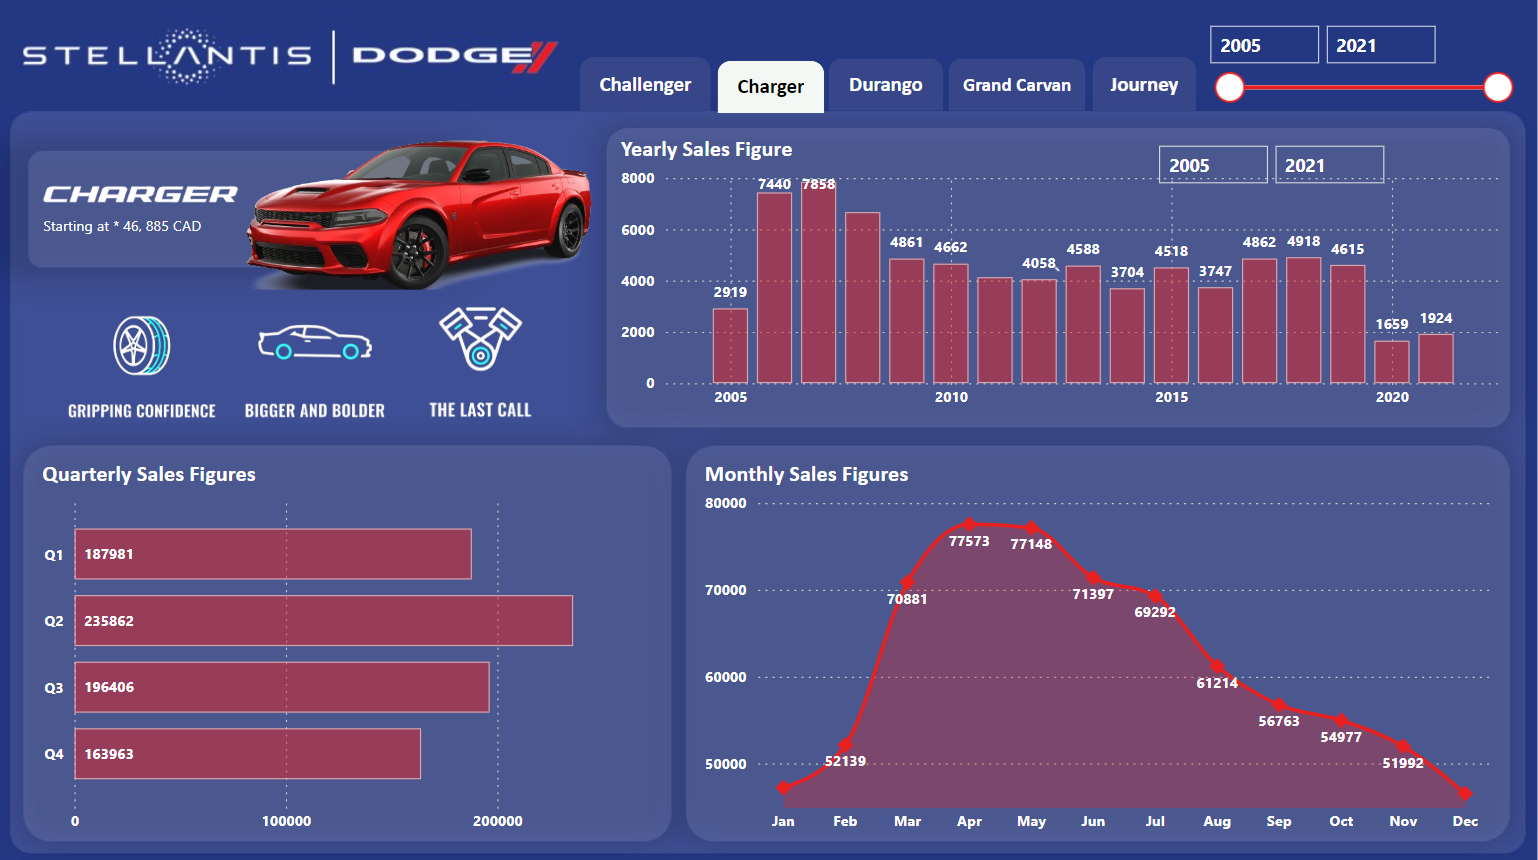 STELLANTIS | DODGE
Challenger
Charger
Durango
Grand Carvan
Journey
2005
2021
CHARGER
Starting at * 46, 885 CAD
GRIPPING CONFIDENCE
BIGGER AND BOLDER
THE LAST CALL
Yearly Sales Figure
2005
2021
8000
6000
4000
2000
0
2919
7440
7858
4861
4662
4058
4588
3704
4518
3747
4862
4918
4615
1659
1924
2005
2010
2015
2020
Quarterly Sales Figures
Q1
187981
Q2
235862
Q3
196406
Q4
163963
0
100000
200000
Monthly Sales Figures
80000
70000
60000
50000
52139
70881
77573
77148
71397
69292
61214
56763
54977
51992
Jan
Feb
Mar
Apr
May
Jun
Jul
Aug
Sep
Oct
Nov
Dec